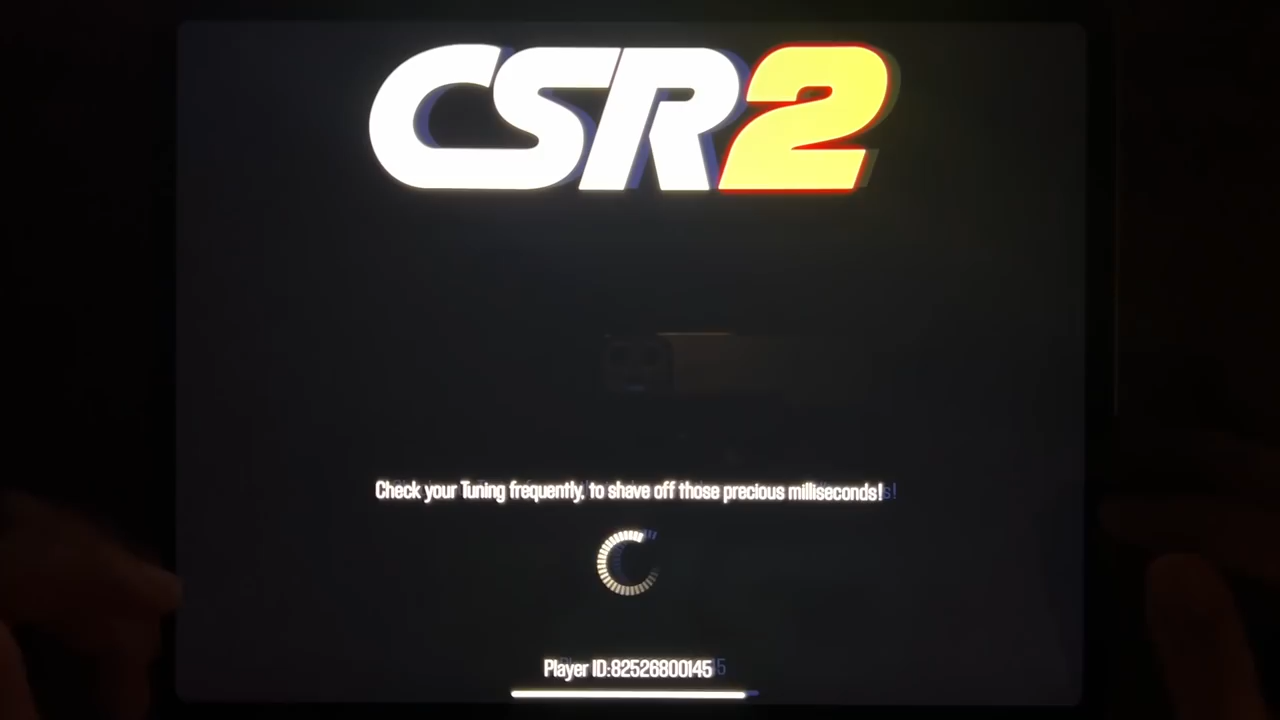 CSR2
Check your Tuning frequently, to shave off those precious milliseconds!
Player ID:82526800145